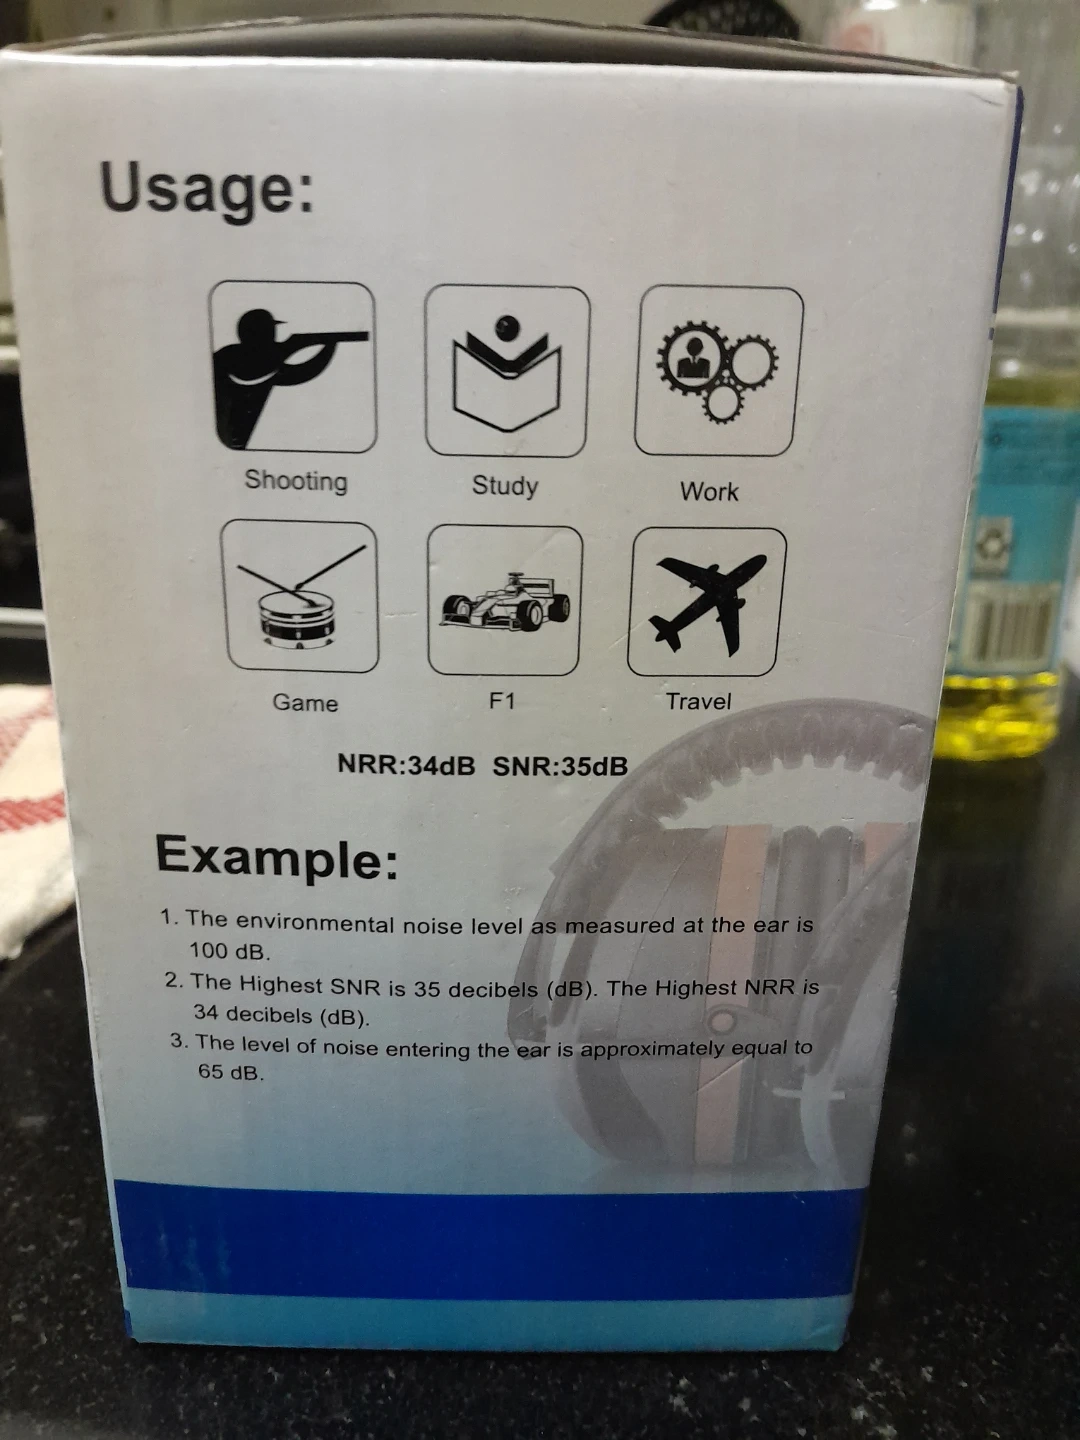 Usage:
Shooting Study Work
Game F1 Travel
NRR:34dB SNR:35dB
Example:
1. The environmental noise level as measured at the ear is
100 dB.
2. The Highest SNR is 35 decibels (dB). The Highest NRR is
34 decibels (dB).
3. The level of noise entering the ear is approximately equal to
65 dB.